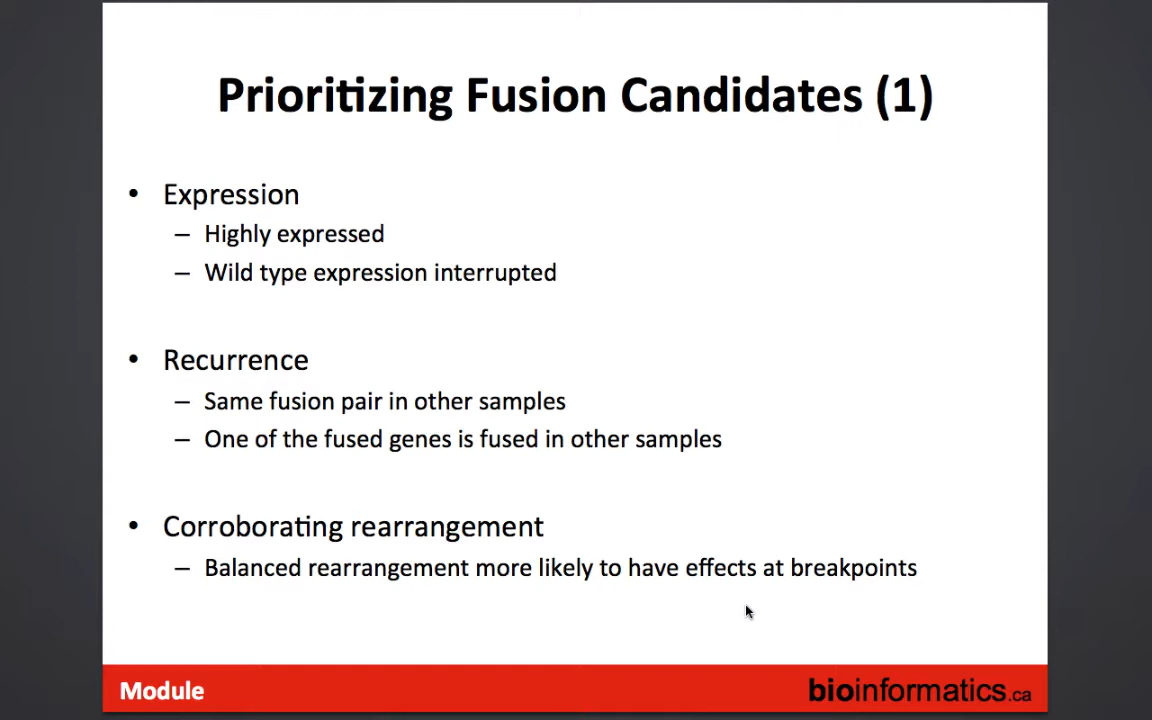 Prioritizing Fusion Candidates (1)
• Expression
– Highly expressed
– Wild type expression interrupted
• Recurrence
– Same fusion pair in other samples
– One of the fused genes is fused in other samples
• Corroborating rearrangement
– Balanced rearrangement more likely to have effects at breakpoints
Module
bioinformatics.ca